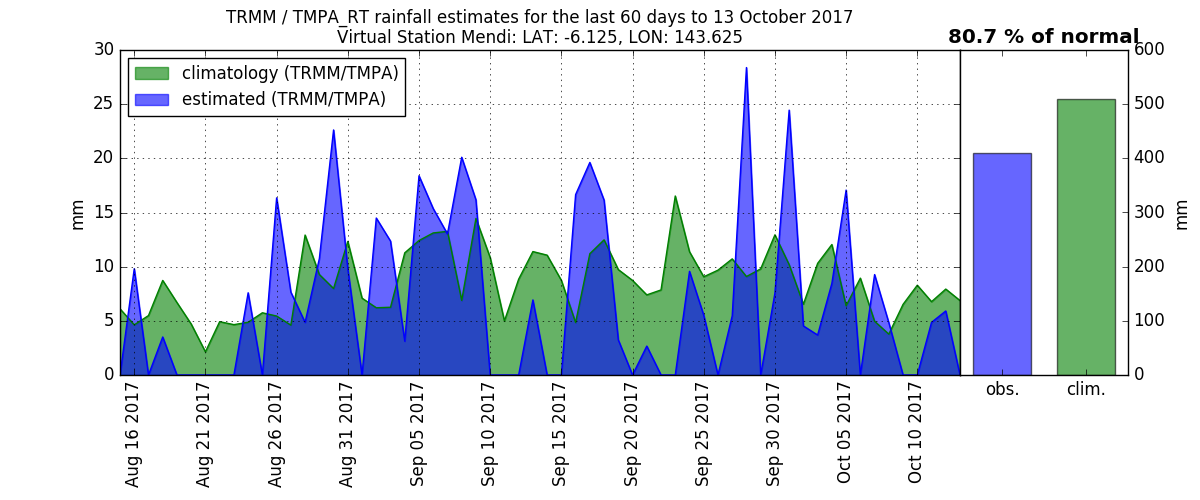 TRMM / TMPA_RT rainfall estimates for the last 60 days to 13 October 2017
Virtual Station Mendi: LAT: -6.125, LON: 143.625
80.7 % of normal
climatology (TRMM/TMPA)
estimated (TRMM/TMPA)
30
25
20
15
10
5
0
mm
Aug 16 2017
Aug 21 2017
Aug 26 2017
Aug 31 2017
Sep 05 2017
Sep 10 2017
Sep 15 2017
Sep 20 2017
Sep 25 2017
Sep 30 2017
Oct 05 2017
Oct 10 2017
obs.
clim.
600
500
400
300
200
100
0
mm